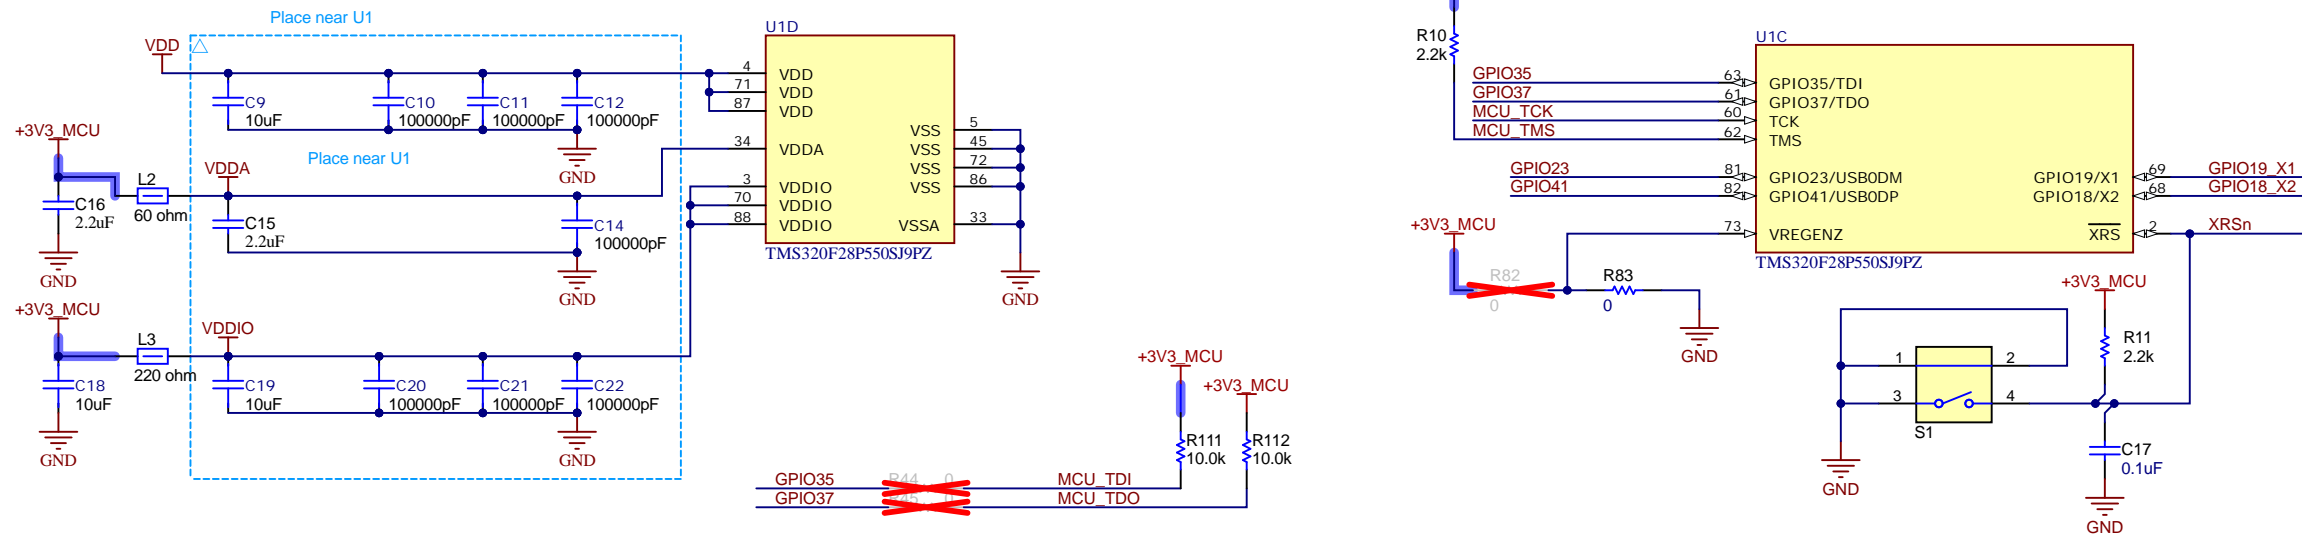 Place near U1
VDD
C9
10uF
C10
100000pF
C11
100000pF
C12
100000pF
GND
+3V3_MCU
C16
2.2uF
GND
L2
60 ohm
VDDA
Place near U1
C15
2.2uF
C14
100000pF
GND
+3V3_MCU
C18
10uF
GND
L3
220 ohm
VDDIO
C19
10uF
C20
100000pF
C21
100000pF
C22
100000pF
GND
U1D
4 VDD
71 VDD
87 VDD
34 VDDA
3 VDDIO
70 VDDIO
88 VDDIO
VSS 5
VSS 45
VSS 72
VSS 86
VSSA 33
TMS320F28P550SJ9PZ
GND
+3V3_MCU
+3V3_MCU
R111
10.0k
R112
10.0k
GPIO35 R44 0 MCU_TDI
GPIO37 R45 0 MCU_TDO
R10
2.2k
U1C
GPIO35 63 GPIO35/TDI
GPIO37 61 GPIO37/TDO
MCU_TCK 60 TCK
MCU_TMS 62 TMS
GPIO23 81 GPIO23/USB0DM
GPIO41 82 GPIO41/USB0DP
73 VREGENZ
GPIO19/X1 69 GPIO19_X1
GPIO18/X2 68 GPIO18_X2
XRS 2 XRSn
TMS320F28P550SJ9PZ
+3V3_MCU
R82
0
R83
0
GND
+3V3_MCU
R11
2.2k
1 2
3 4
S1
GND
C17
0.1uF
GND